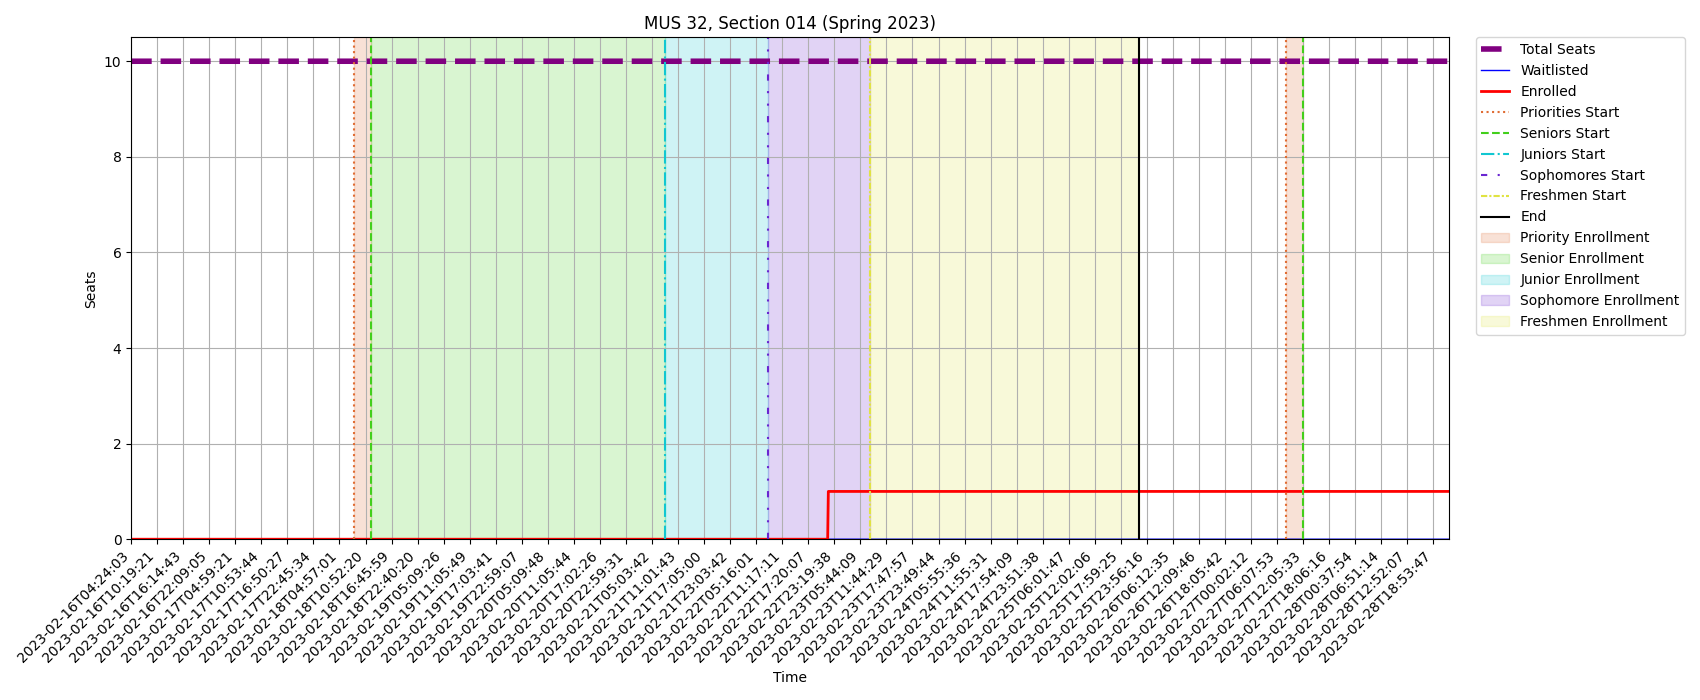 MUS 32, Section 014 (Spring 2023)
10
8
6
4
2
0
Seats
2023-02-16T04:24:03
2023-02-16T10:19:21
2023-02-16T16:14:43
2023-02-16T22:09:05
2023-02-17T04:59:21
2023-02-17T10:53:44
2023-02-17T16:50:27
2023-02-17T22:45:34
2023-02-18T04:57:01
2023-02-18T10:52:20
2023-02-18T16:45:59
2023-02-18T22:40:20
2023-02-19T05:09:26
2023-02-19T11:05:49
2023-02-19T17:03:41
2023-02-19T22:59:07
2023-02-20T05:09:48
2023-02-20T11:05:44
2023-02-20T17:02:26
2023-02-20T22:59:31
2023-02-21T05:03:42
2023-02-21T11:01:43
2023-02-21T17:05:00
2023-02-21T23:03:42
2023-02-22T05:16:01
2023-02-22T11:17:11
2023-02-22T17:20:07
2023-02-22T23:19:38
2023-02-23T05:44:09
2023-02-23T11:44:29
2023-02-23T17:47:57
2023-02-23T23:49:44
2023-02-24T05:55:36
2023-02-24T11:55:31
2023-02-24T17:54:09
2023-02-24T23:51:38
2023-02-25T06:01:47
2023-02-25T12:02:06
2023-02-25T17:59:25
2023-02-25T23:56:16
2023-02-26T06:12:35
2023-02-26T12:09:46
2023-02-26T18:05:42
2023-02-27T00:02:12
2023-02-27T06:07:53
2023-02-27T12:05:33
2023-02-27T18:06:16
2023-02-28T00:37:54
2023-02-28T06:51:14
2023-02-28T12:52:07
2023-02-28T18:53:47
Time
Total Seats
Waitlisted
Enrolled
Priorities Start
Seniors Start
Juniors Start
Sophomores Start
Freshmen Start
End
Priority Enrollment
Senior Enrollment
Junior Enrollment
Sophomore Enrollment
Freshmen Enrollment